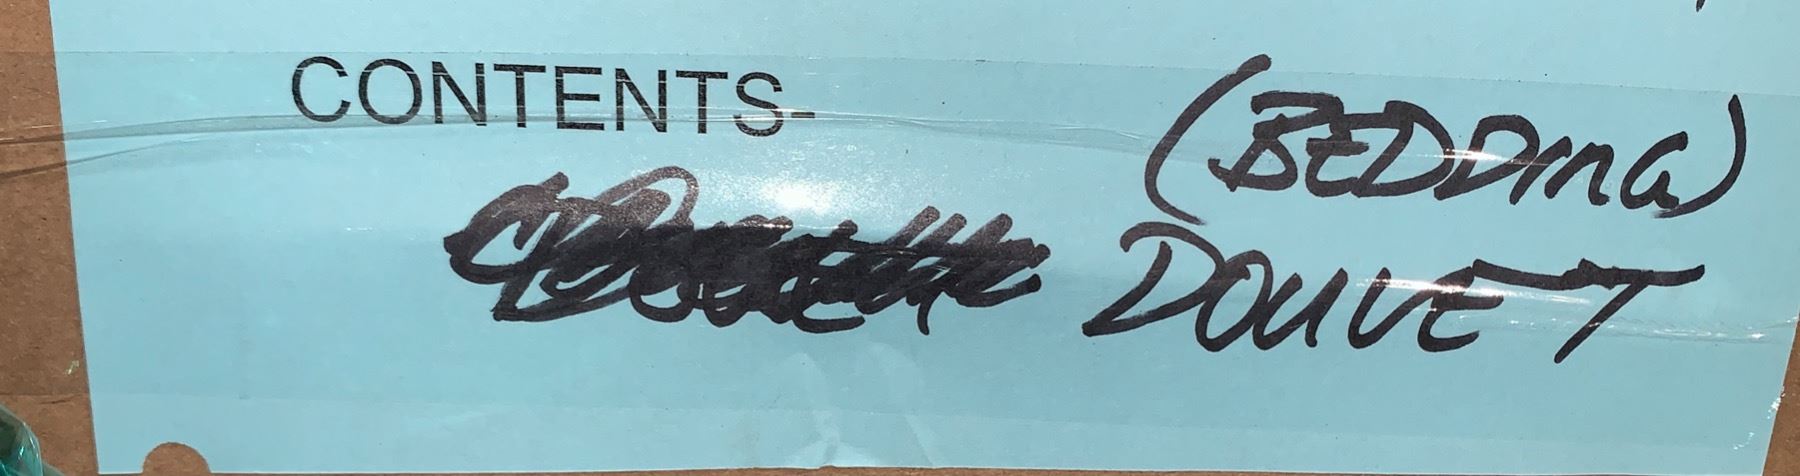 CONTENTS-
(BEDDING)
DOUVET